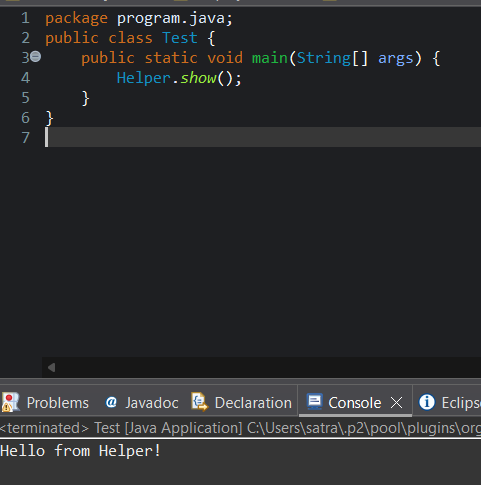 1 package program.java;
2 public class Test {
3 public static void main(String[] args) {
4 Helper.show();
5 }
6 }
7
Problems @ Javadoc Declaration Console Eclips
<terminated> Test [Java Application] C:\Users\satra\.p2\pool\plugins\org
Hello from Helper!